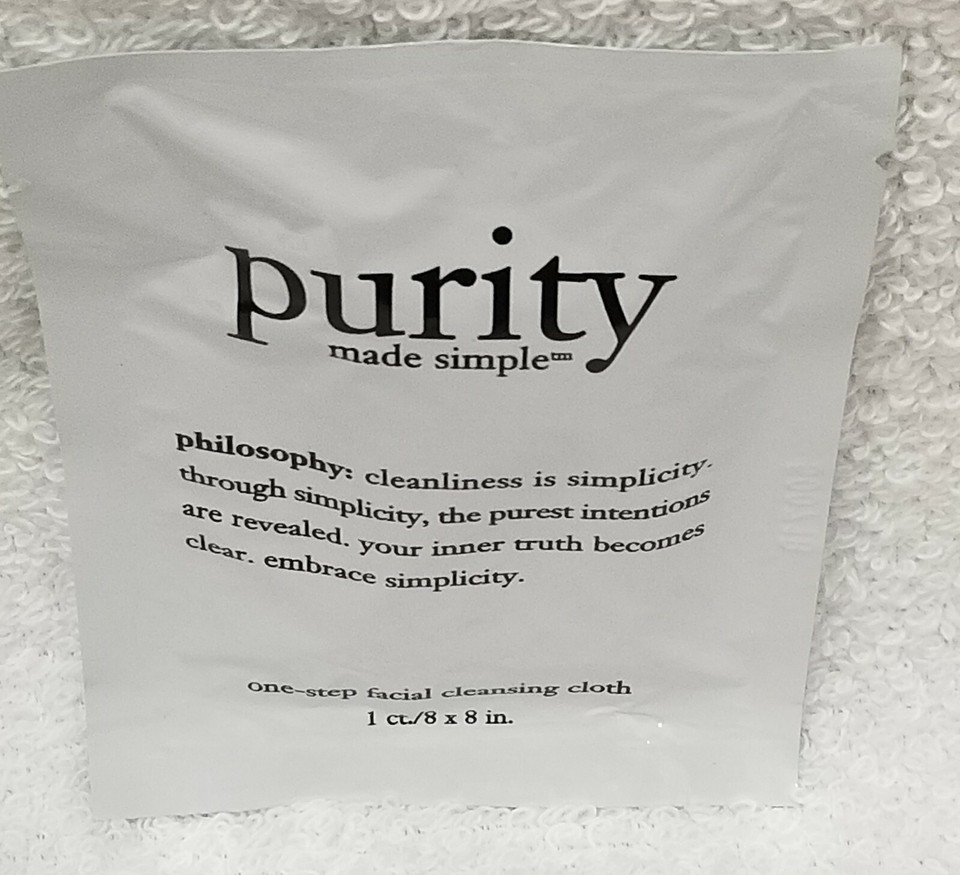 purity
made simple™
philosophy: cleanliness is simplicity.
through simplicity, the purest intentions
are revealed. your inner truth becomes
clear. embrace simplicity.
one-step facial cleansing cloth
1 ct./8 x 8 in.